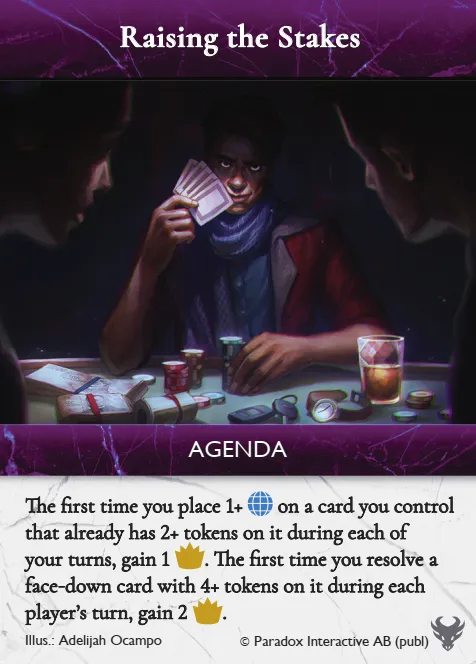 Raising the Stakes
AGENDA
The first time you place 1+ on a card you control
that already has 2+ tokens on it during each of
your turns, gain 1 . The first time you resolve a
face-down card with 4+ tokens on it during each
player's turn, gain 2 .
Illus.: Adelijah Ocampo © Paradox Interactive AB (publ)